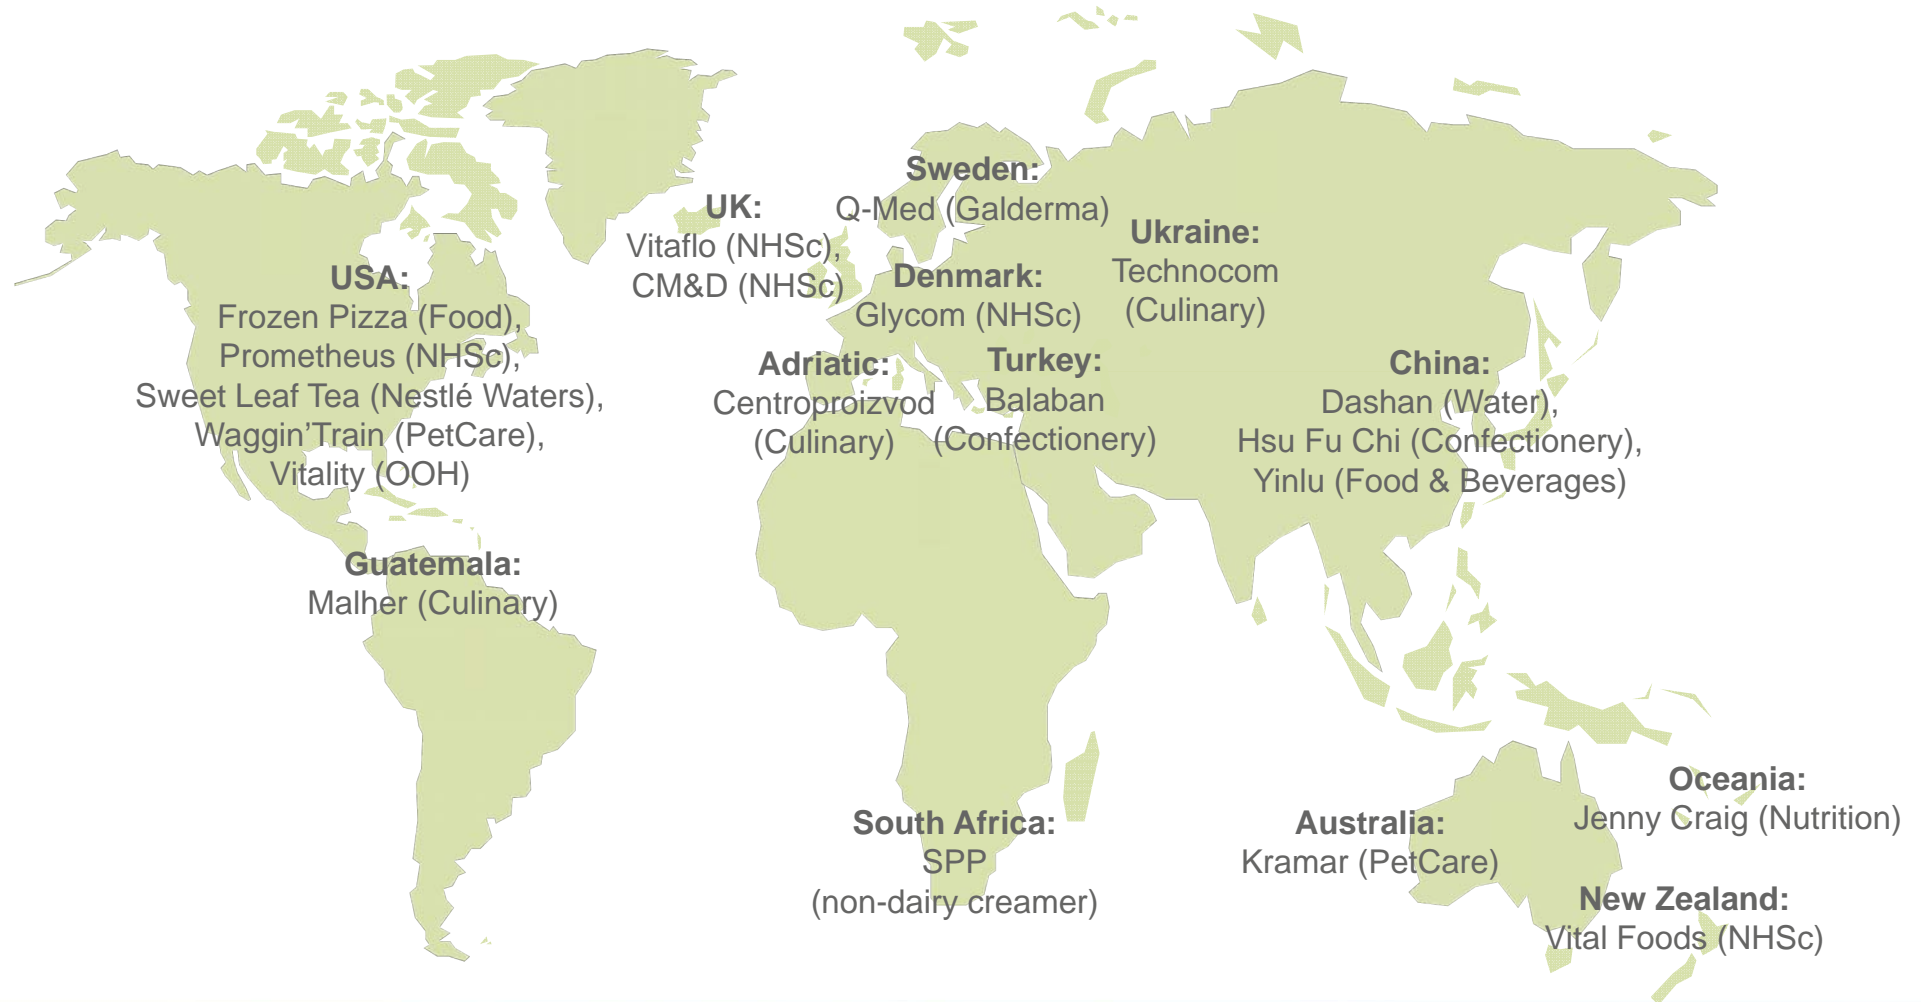 Sweden:
Q-Med (Galderma)
UK:
Vitaflo (NHSc),
CM&D (NHSc)
Ukraine:
Technocom
(Culinary)
Denmark:
Glycom (NHSc)
USA:
Frozen Pizza (Food),
Prometheus (NHSc),
Sweet Leaf Tea (Nestlé Waters),
Waggin’Train (PetCare),
Vitality (OOH)
Adriatic:
Centroproizvod
(Culinary)
Turkey:
Balaban
(Confectionery)
China:
Dashan (Water),
Hsu Fu Chi (Confectionery),
Yinlu (Food & Beverages)
Guatemala:
Malher (Culinary)
South Africa:
SPP
(non-dairy creamer)
Australia:
Kramar (PetCare)
Oceania:
Jenny Craig (Nutrition)
New Zealand:
Vital Foods (NHSc)